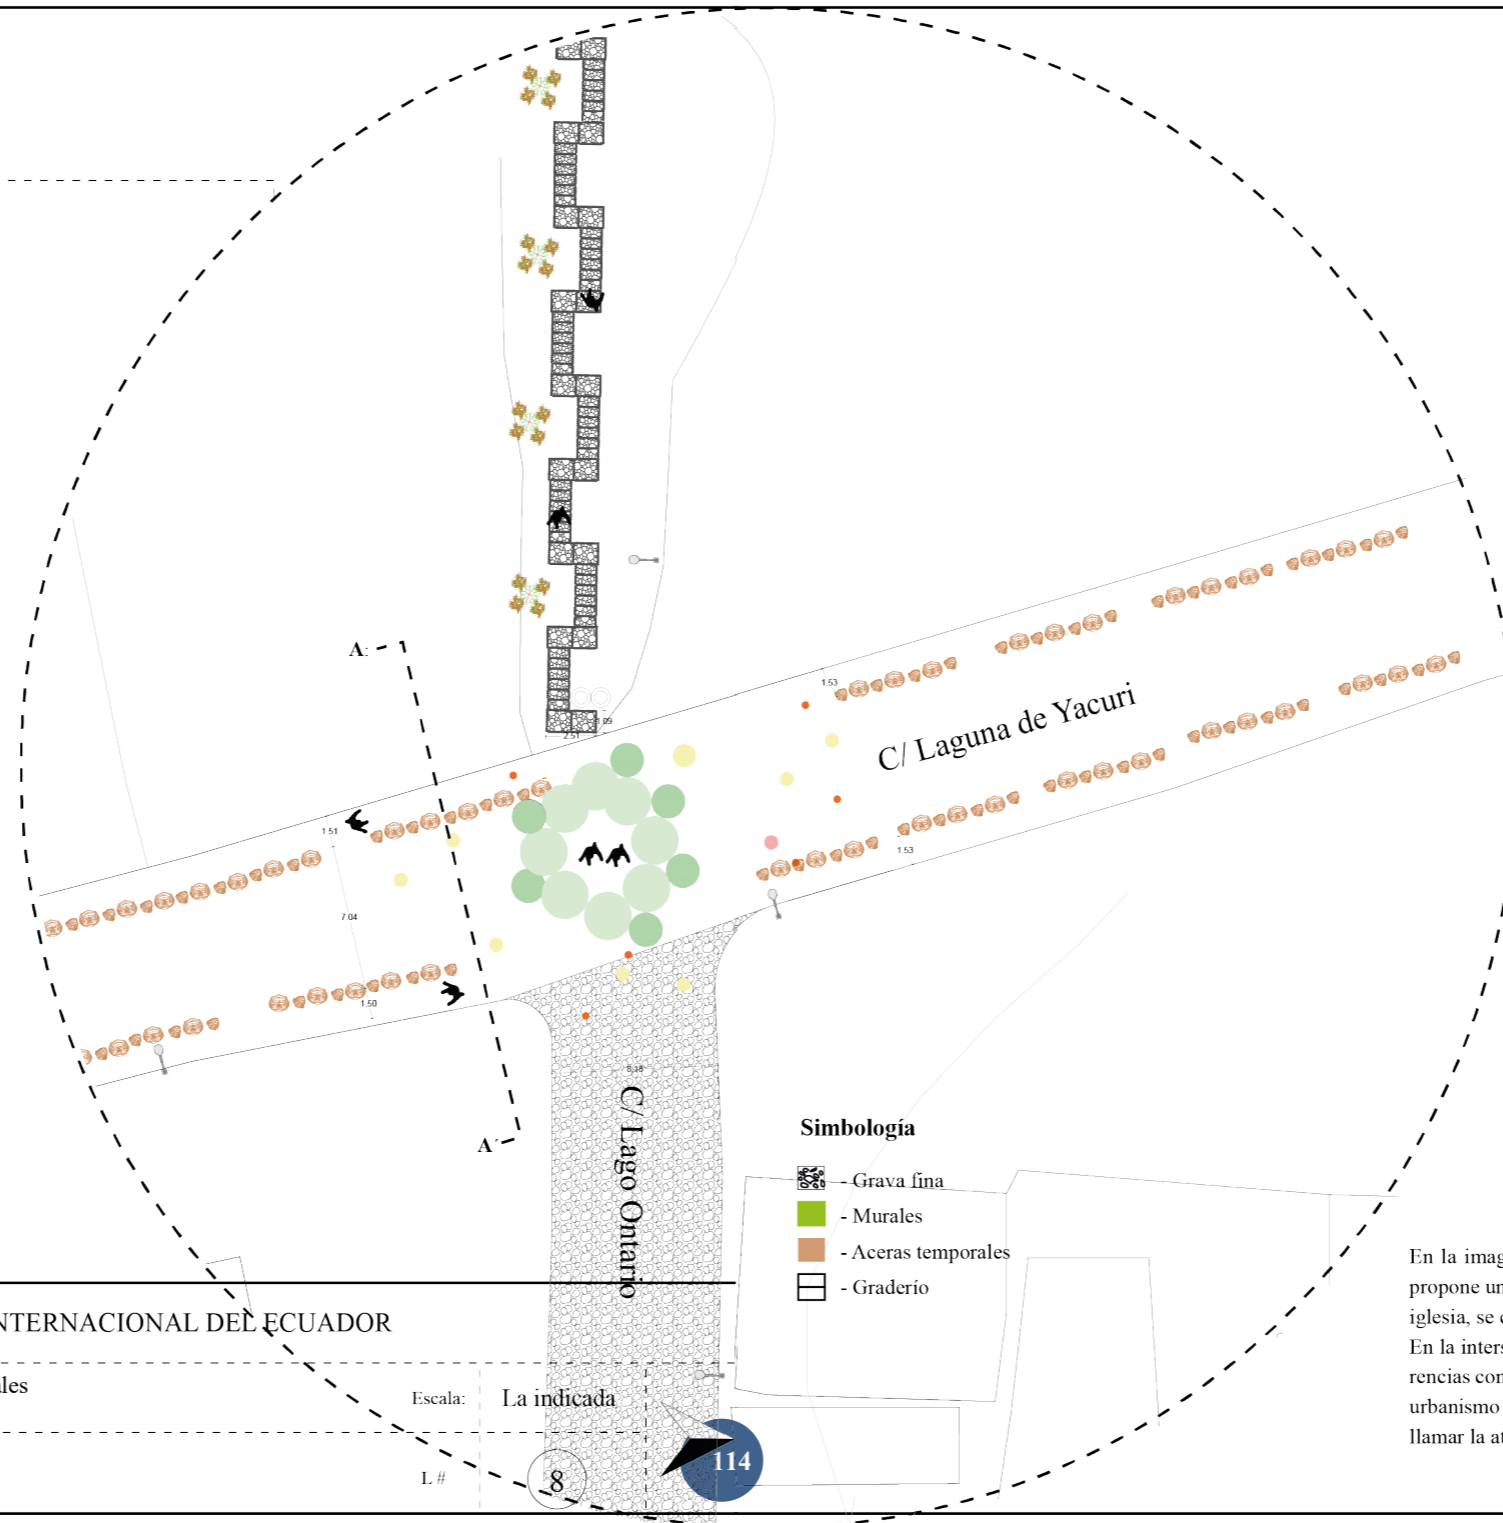 A
1.53
C/ Laguna de Yacuri
2.51
1.09
1.51
1.53
7.04
1.50
8.18
A´
C/ Lago Ontario
Simbología
- Grava fina
- Murales
- Aceras temporales
- Graderío
En la imag
propone un
iglesia, se c
En la inters
rencias con
urbanismo
llamar la at
NTERNACIONAL DEL ECUADOR
les
Escala: La indicada
L # 8
114